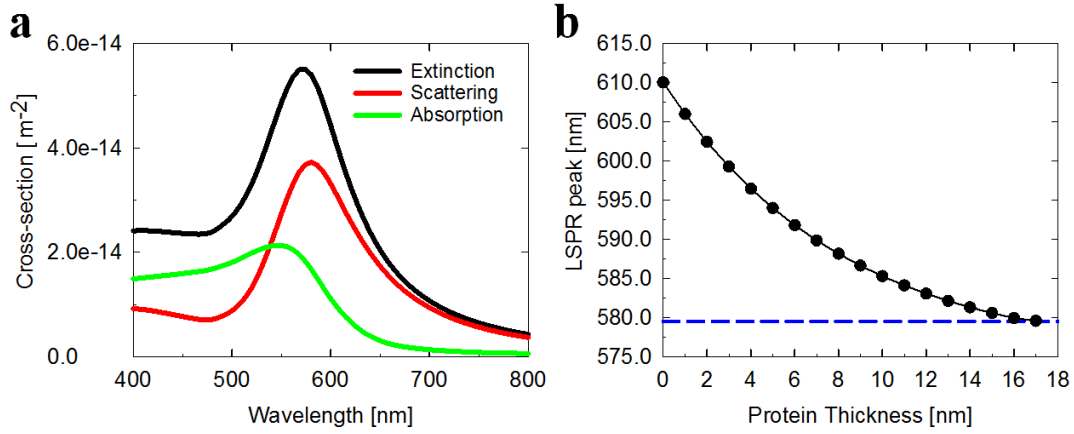 a
6.0e-14
4.0e-14
2.0e-14
0.0
Cross-section [ m-2]
Extinction
Scattering
Absorption
400 500 600 700 800
Wavelength [nm]
b
615.0
610.0
605.0
600.0
595.0
590.0
585.0
580.0
575.0
LSPR peak [nm]
0 2 4 6 8 10 12 14 16 18
Protein Thickness [nm]